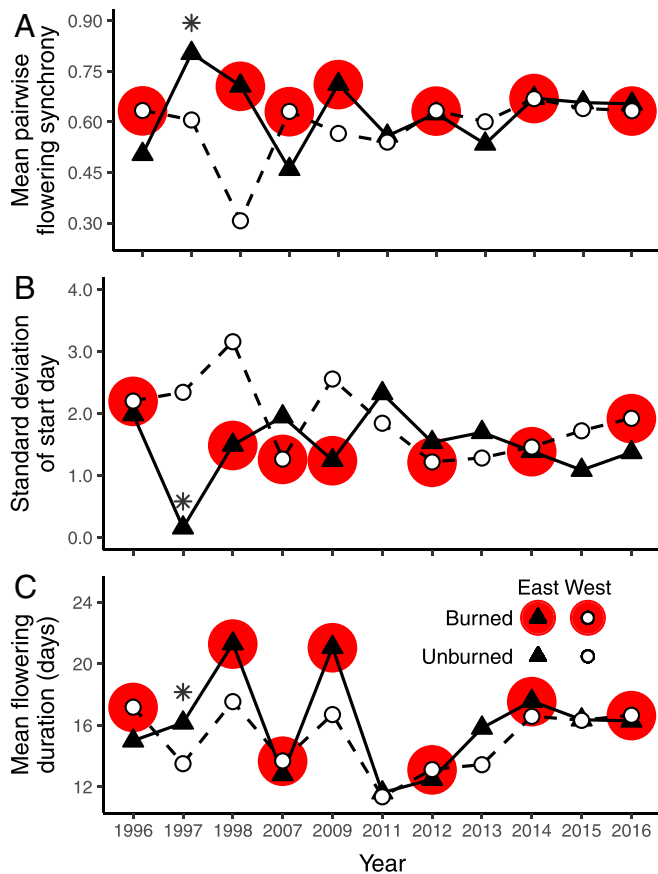 A
Mean pairwise
flowering synchrony
0.90
0.75
0.60
0.45
0.30
*
B
Standard deviation
of start day
4.0
3.0
2.0
1.0
0.0
*
C
Mean flowering
duration (days)
24
20
16
12
*
East West
Burned
Unburned
1996 1997 1998 2007 2009 2011 2012 2013 2014 2015 2016
Year